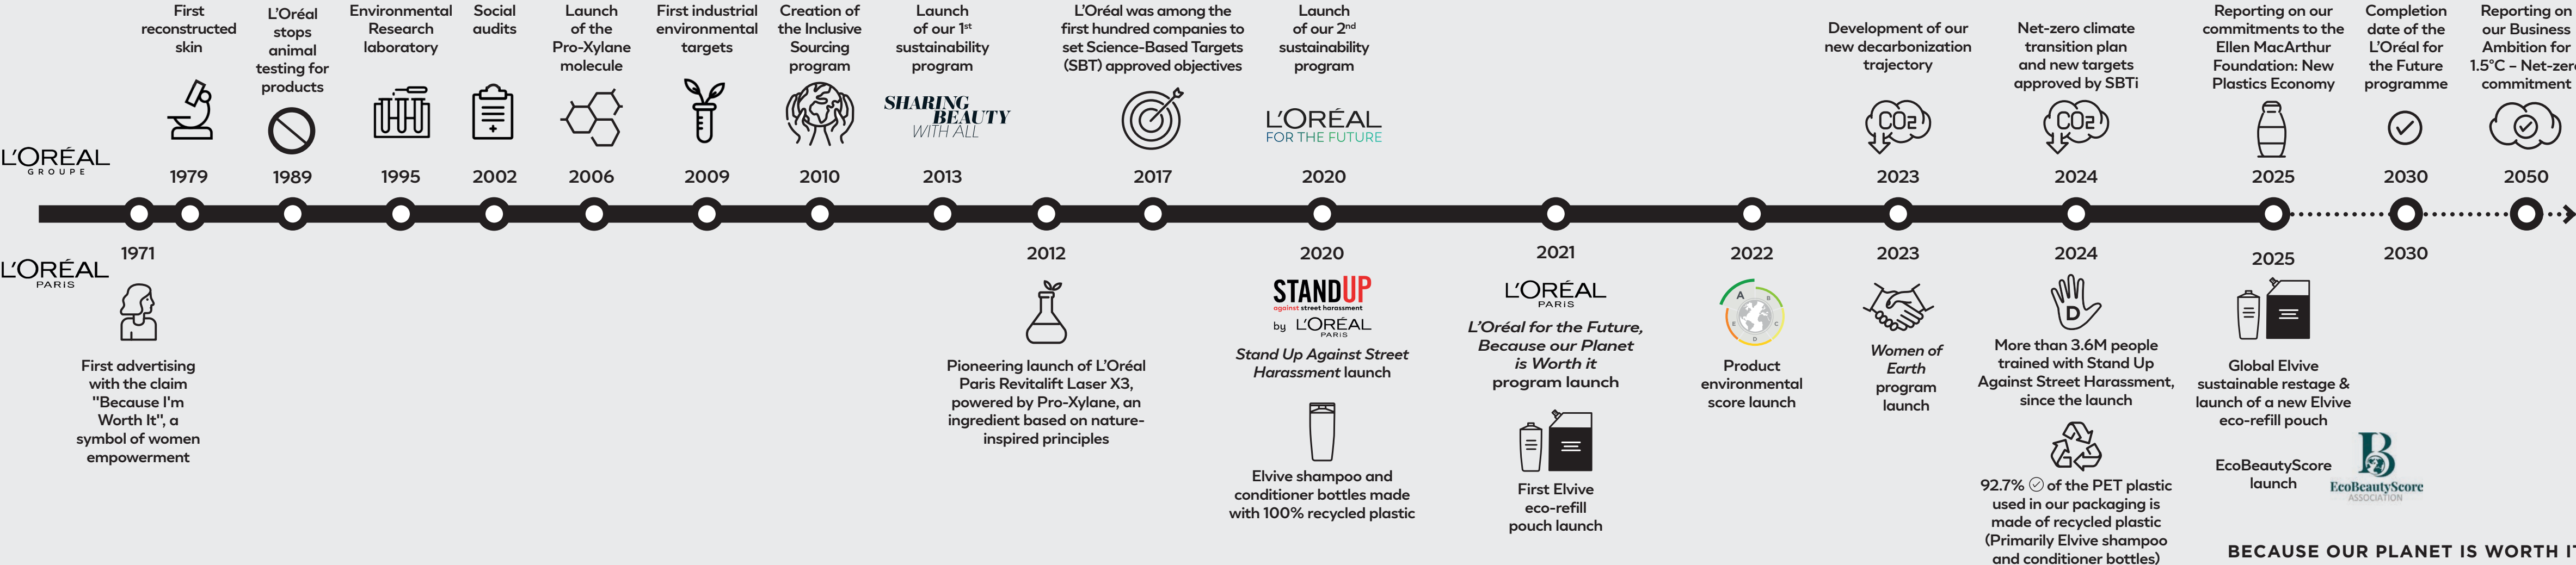 First
reconstructed
skin
L'Oréal
stops
animal
testing for
products
Environmental
Research
laboratory
Social
audits
Launch
of the
Pro-Xylane
molecule
First industrial
environmental
targets
Creation of
the Inclusive
Sourcing
program
Launch
of our 1st
sustainability
program
L'Oréal was among the
first hundred companies to
set Science-Based Targets
(SBT) approved objectives
Launch
of our 2nd
sustainability
program
Development of our
new decarbonization
trajectory
Net-zero climate
transition plan
and new targets
approved by SBTi
Reporting on our
commitments to the
Ellen MacArthur
Foundation: New
Plastics Economy
Completion
date of the
L'Oréal for
the Future
programme
Reporting on
our Business
Ambition for
1.5°C – Net-zero
commitment
SHARING
BEAUTY
WITH ALL
L'ORÉAL
FOR THE FUTURE
CO2
CO2
L'ORÉAL
GROUPE
1979
1989
1995
2002
2006
2009
2010
2013
2017
2020
2023
2024
2025
2030
2050
L'ORÉAL
PARIS
1971
2012
2020
2021
2022
2023
2024
2025
2030
First advertising
with the claim
"Because I'm
Worth It", a
symbol of women
empowerment
Pioneering launch of L'Oréal
Paris Revitalift Laser X3,
powered by Pro-Xylane, an
ingredient based on nature-
inspired principles
STANDUP
against street harassment
by L'ORÉAL
PARIS
Stand Up Against Street
Harassment launch
Elvive shampoo and
conditioner bottles made
with 100% recycled plastic
L'ORÉAL
PARIS
L'Oréal for the Future,
Because our Planet
is Worth it
program launch
First Elvive
eco-refill
pouch launch
A
B
C
D
E
Product
environmental
score launch
Women of
Earth
program
launch
D
More than 3.6M people
trained with Stand Up
Against Street Harassment,
since the launch
92.7% of the PET plastic
used in our packaging is
made of recycled plastic
(Primarily Elvive shampoo
and conditioner bottles)
Global Elvive
sustainable restage &
launch of a new Elvive
eco-refill pouch
EcoBeautyScore
launch
B
EcoBeautyScore
ASSOCIATION
BECAUSE OUR PLANET IS WORTH IT